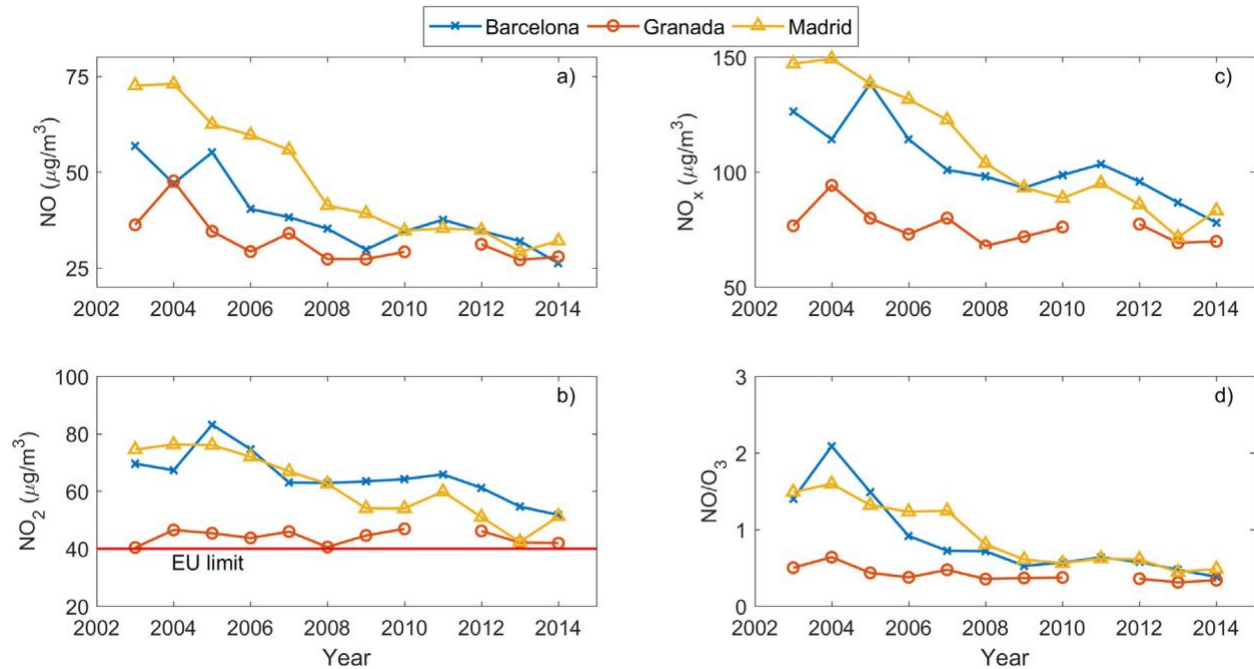 Barcelona Granada Madrid
a)
75
50
25
NO (μg/m³)
2002 2004 2006 2008 2010 2012 2014
c)
150
100
50
NOₓ (μg/m³)
2002 2004 2006 2008 2010 2012 2014
b)
100
80
60
40
20
NO₂ (μg/m³)
EU limit
2002 2004 2006 2008 2010 2012 2014
Year
d)
3
2
1
0
NO/O₃
2002 2004 2006 2008 2010 2012 2014
Year